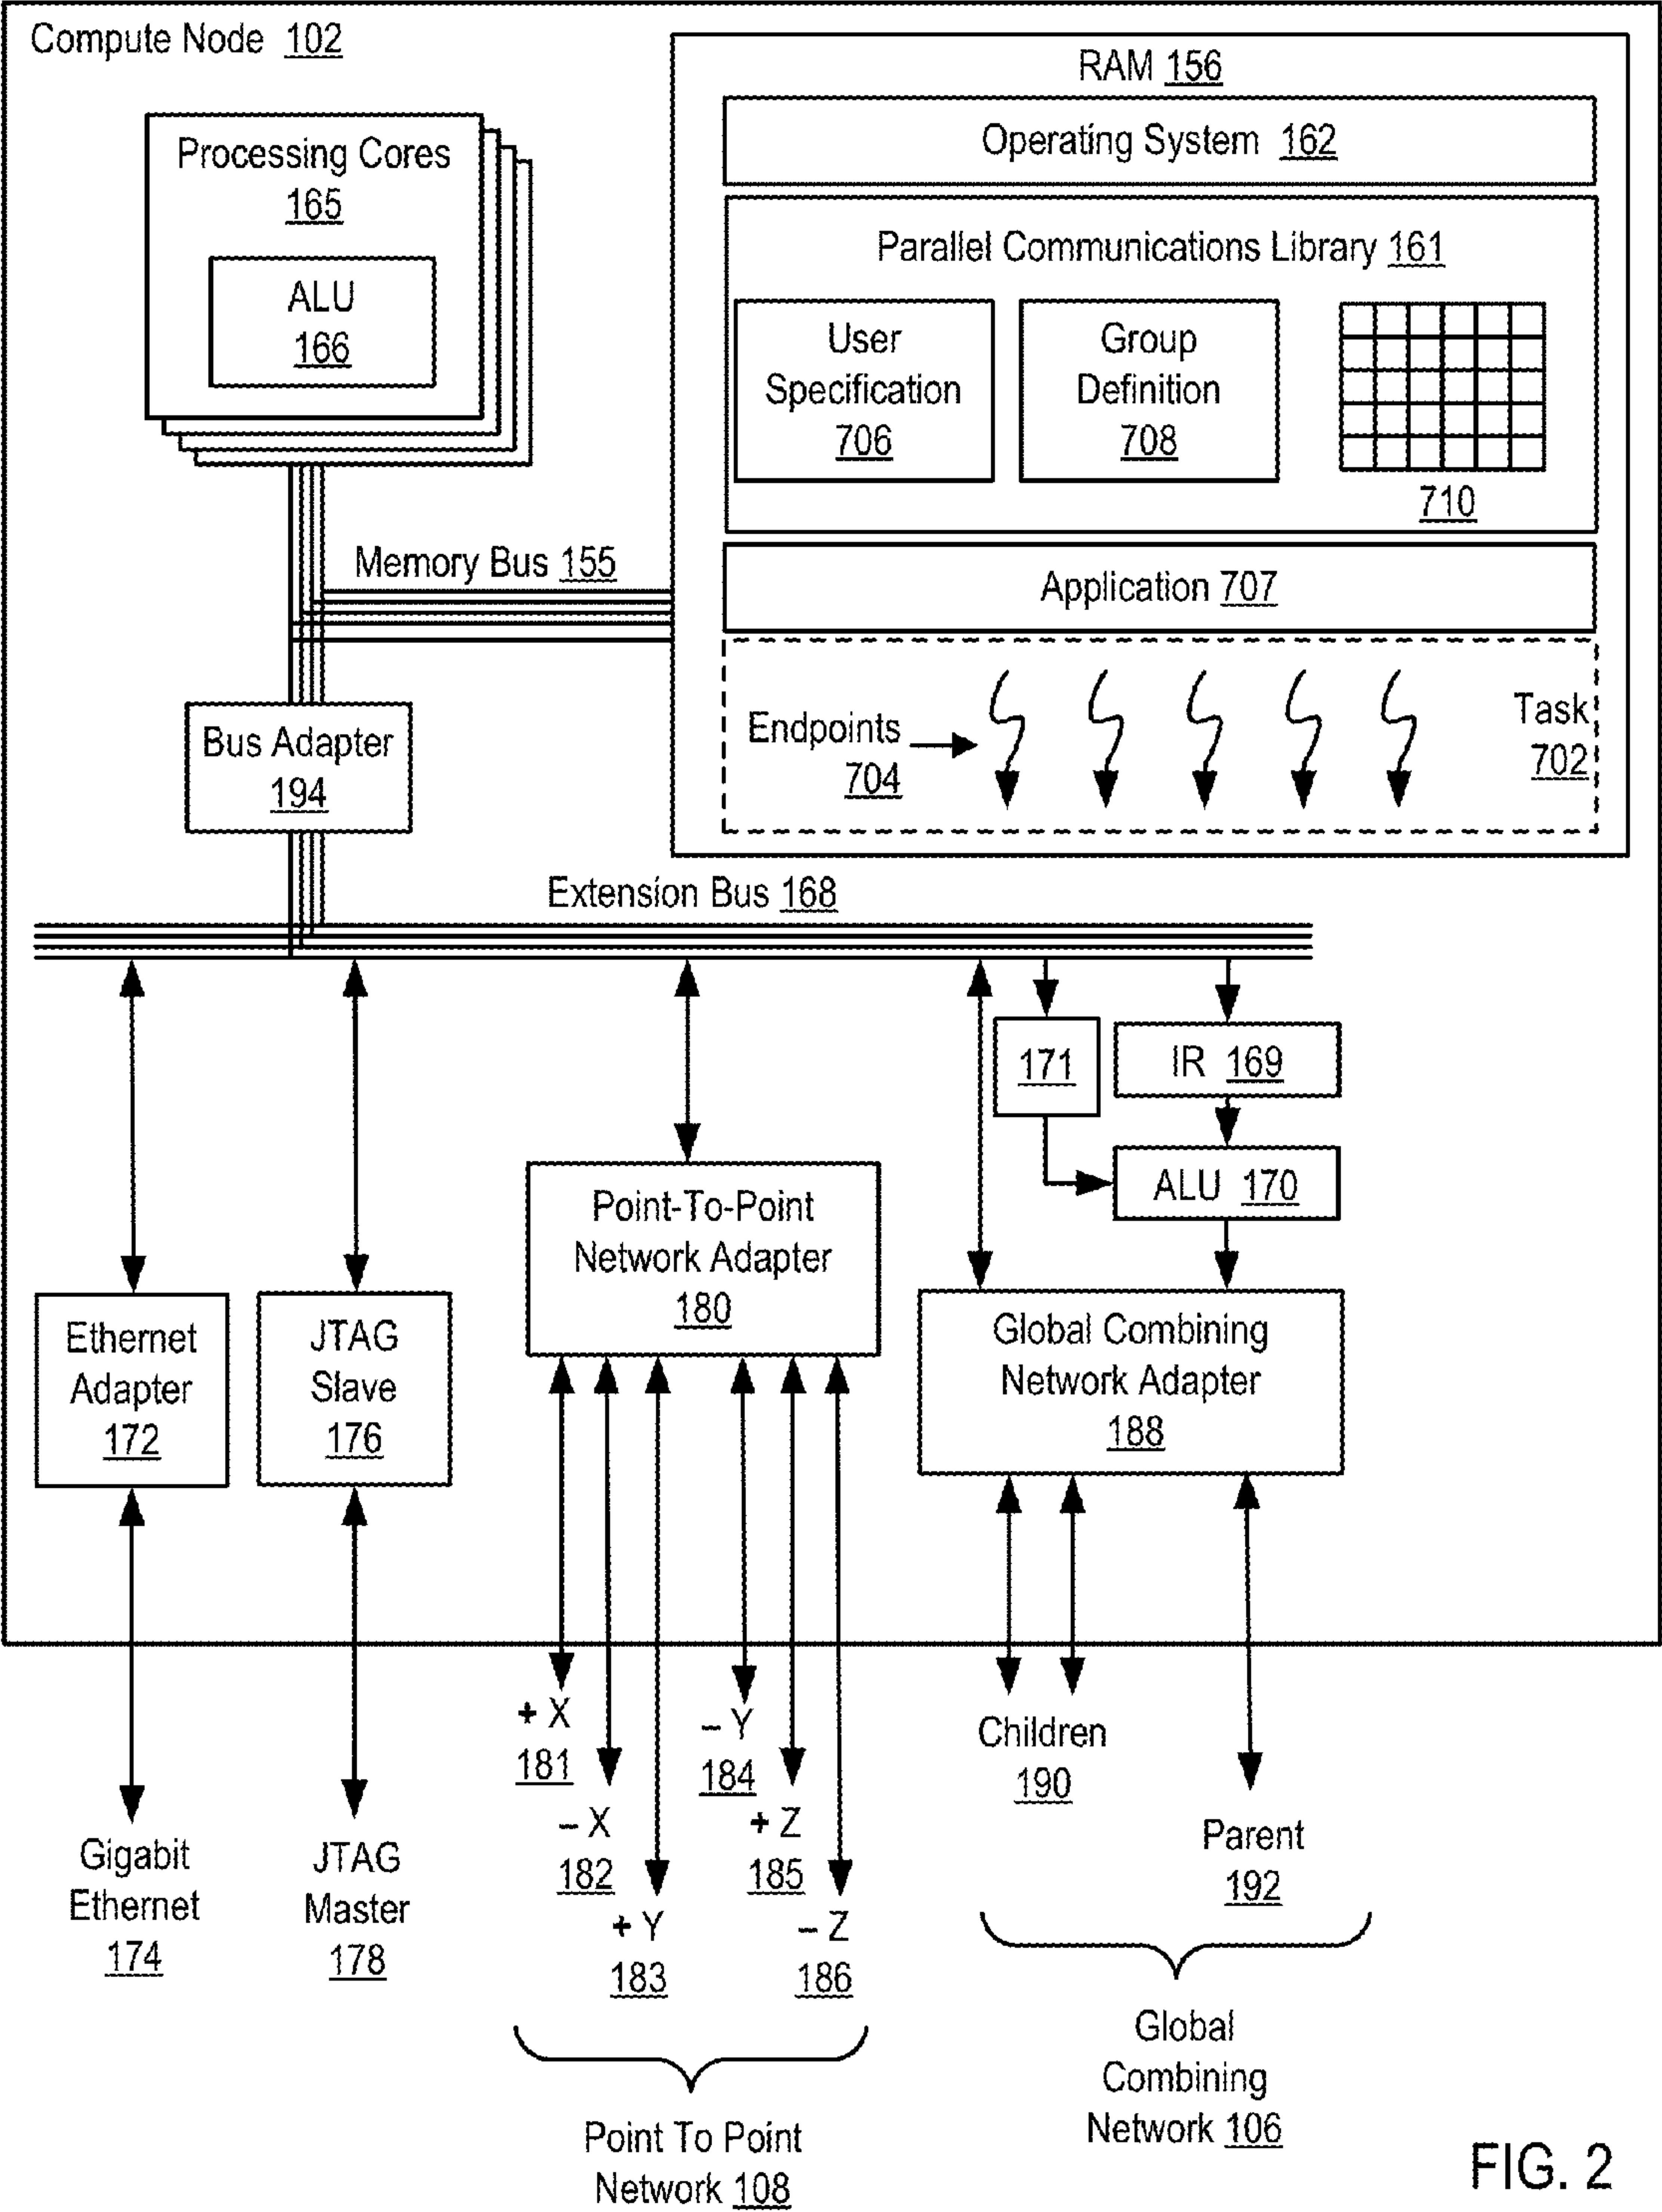 Compute Node 102
RAM 156
Operating System 162
Processing Cores
165
ALU
166
Parallel Communications Library 161
User
Specification
706
Group
Definition
708
710
Memory Bus 155
Application 707
Endpoints
704
Task
702
Bus Adapter
194
Extension Bus 168
171
IR 169
ALU 170
Point-To-Point
Network Adapter
180
Ethernet
Adapter
172
JTAG
Slave
176
Global Combining
Network Adapter
188
+ X
181
– X
182
+ Y
183
– Y
184
+ Z
185
– Z
186
Children
190
Parent
192
Gigabit
Ethernet
174
JTAG
Master
178
Point To Point
Network 108
Global
Combining
Network 106
FIG. 2